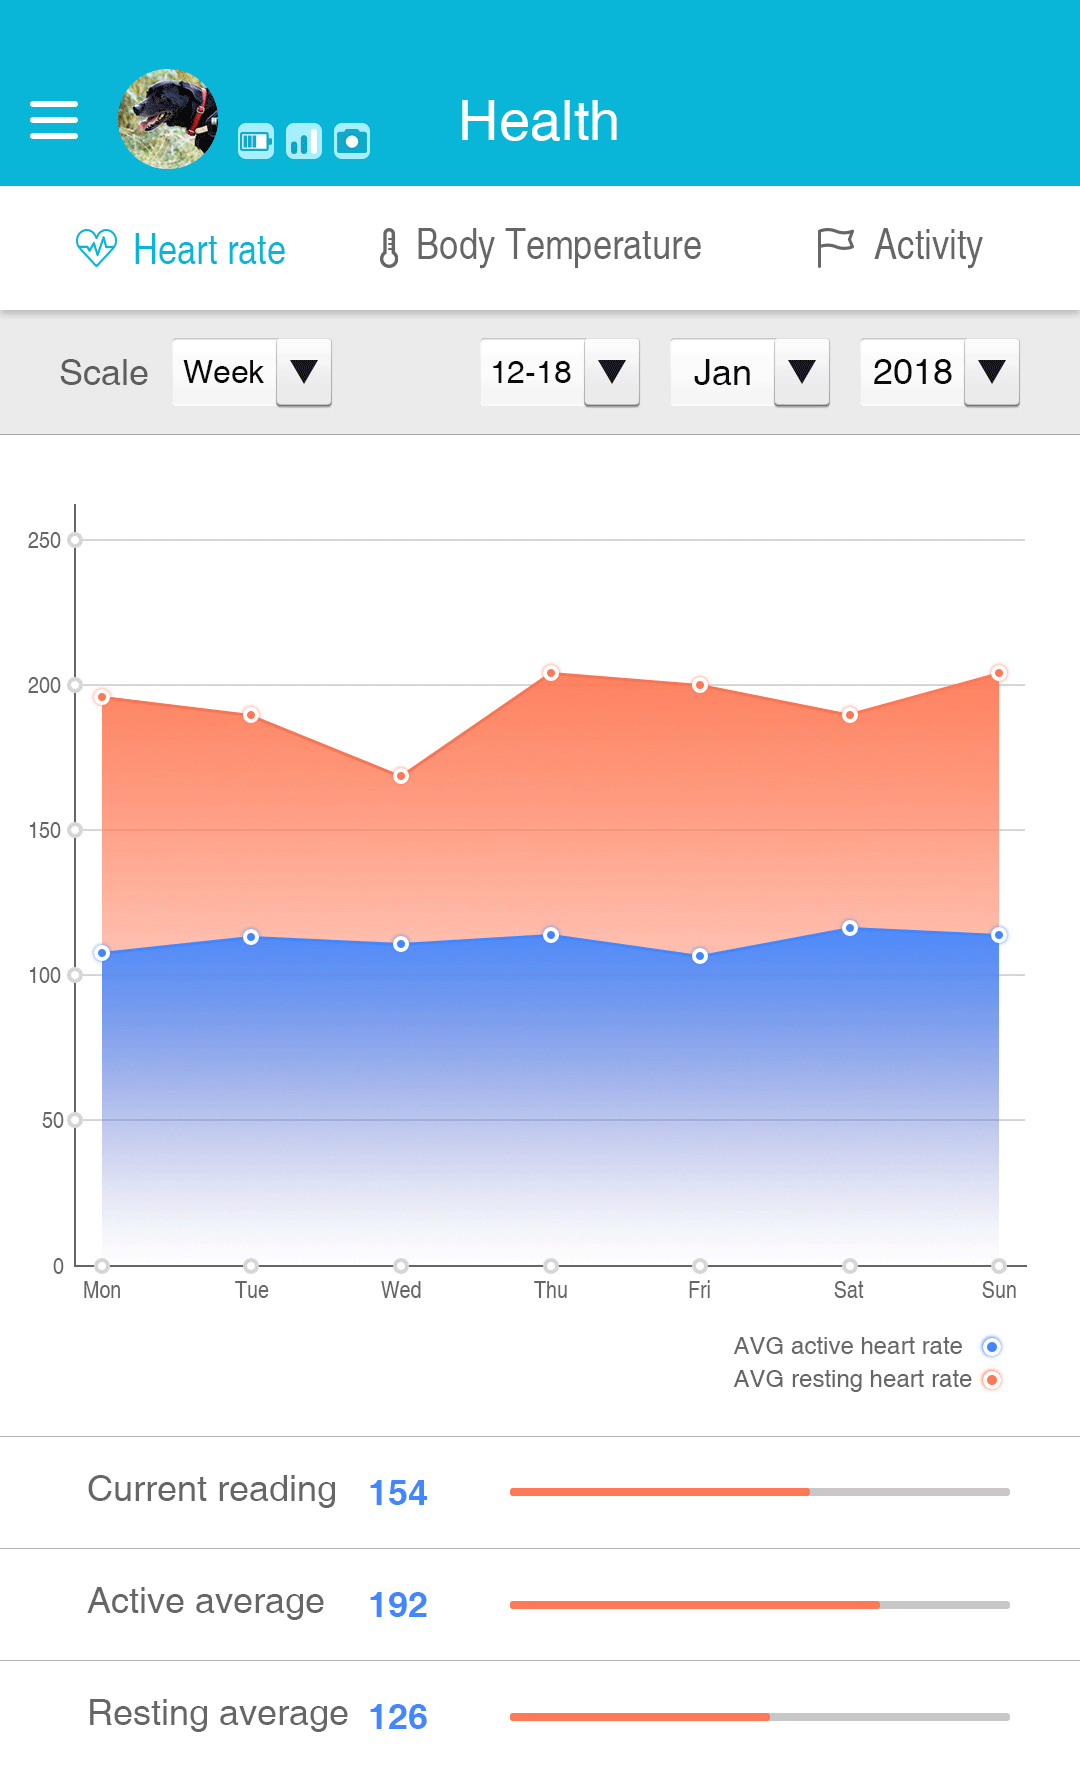 Health
Heart rate
Body Temperature
Activity
Scale
Week
12-18
Jan
2018
250
200
150
100
50
0
Mon Tue Wed Thu Fri Sat Sun
AVG active heart rate
AVG resting heart rate
Current reading 154
Active average 192
Resting average 126